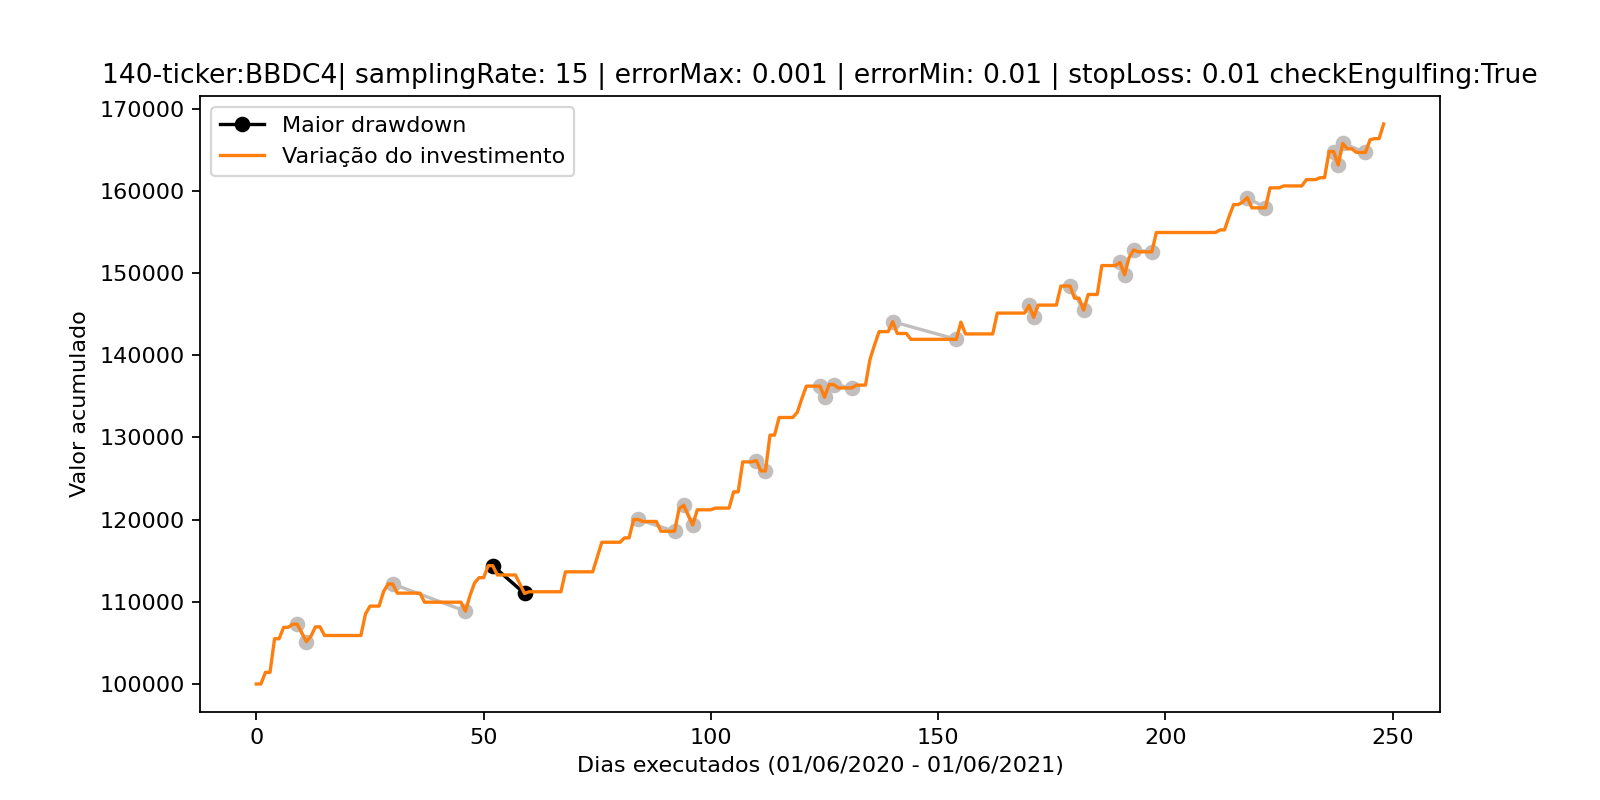 140-ticker:BBDC4| samplingRate: 15 | errorMax: 0.001 | errorMin: 0.01 | stopLoss: 0.01 checkEngulfing:True
Maior drawdown
Variação do investimento
Valor acumulado
170000
160000
150000
140000
130000
120000
110000
100000
0 50 100 150 200 250
Dias executados (01/06/2020 - 01/06/2021)